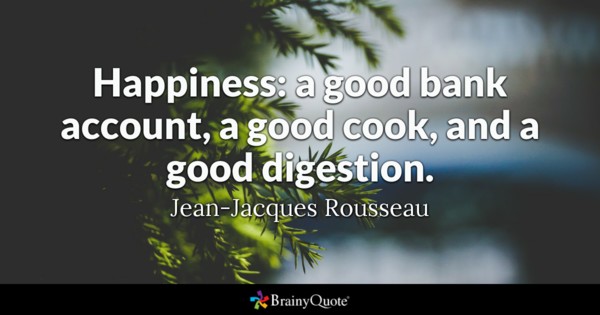 Happiness: a good bank
account, a good cook, and a
good digestion.
Jean-Jacques Rousseau
BrainyQuote